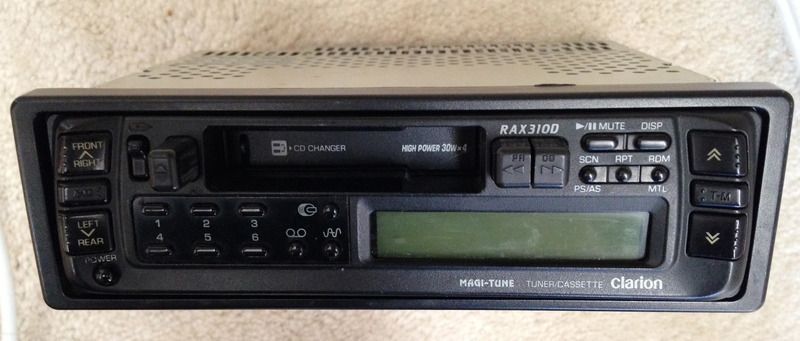 FRONT
RIGHT
LEFT
REAR
POWER
CD CHANGER
HIGH POWER 30W×4
RAX310D
▶/II MUTE DISP
SCN RPT RDM
PS/AS MTL
T-M
1 2 3
4 5 6
MAGI-TUNE TUNER/CASSETTE Clarion